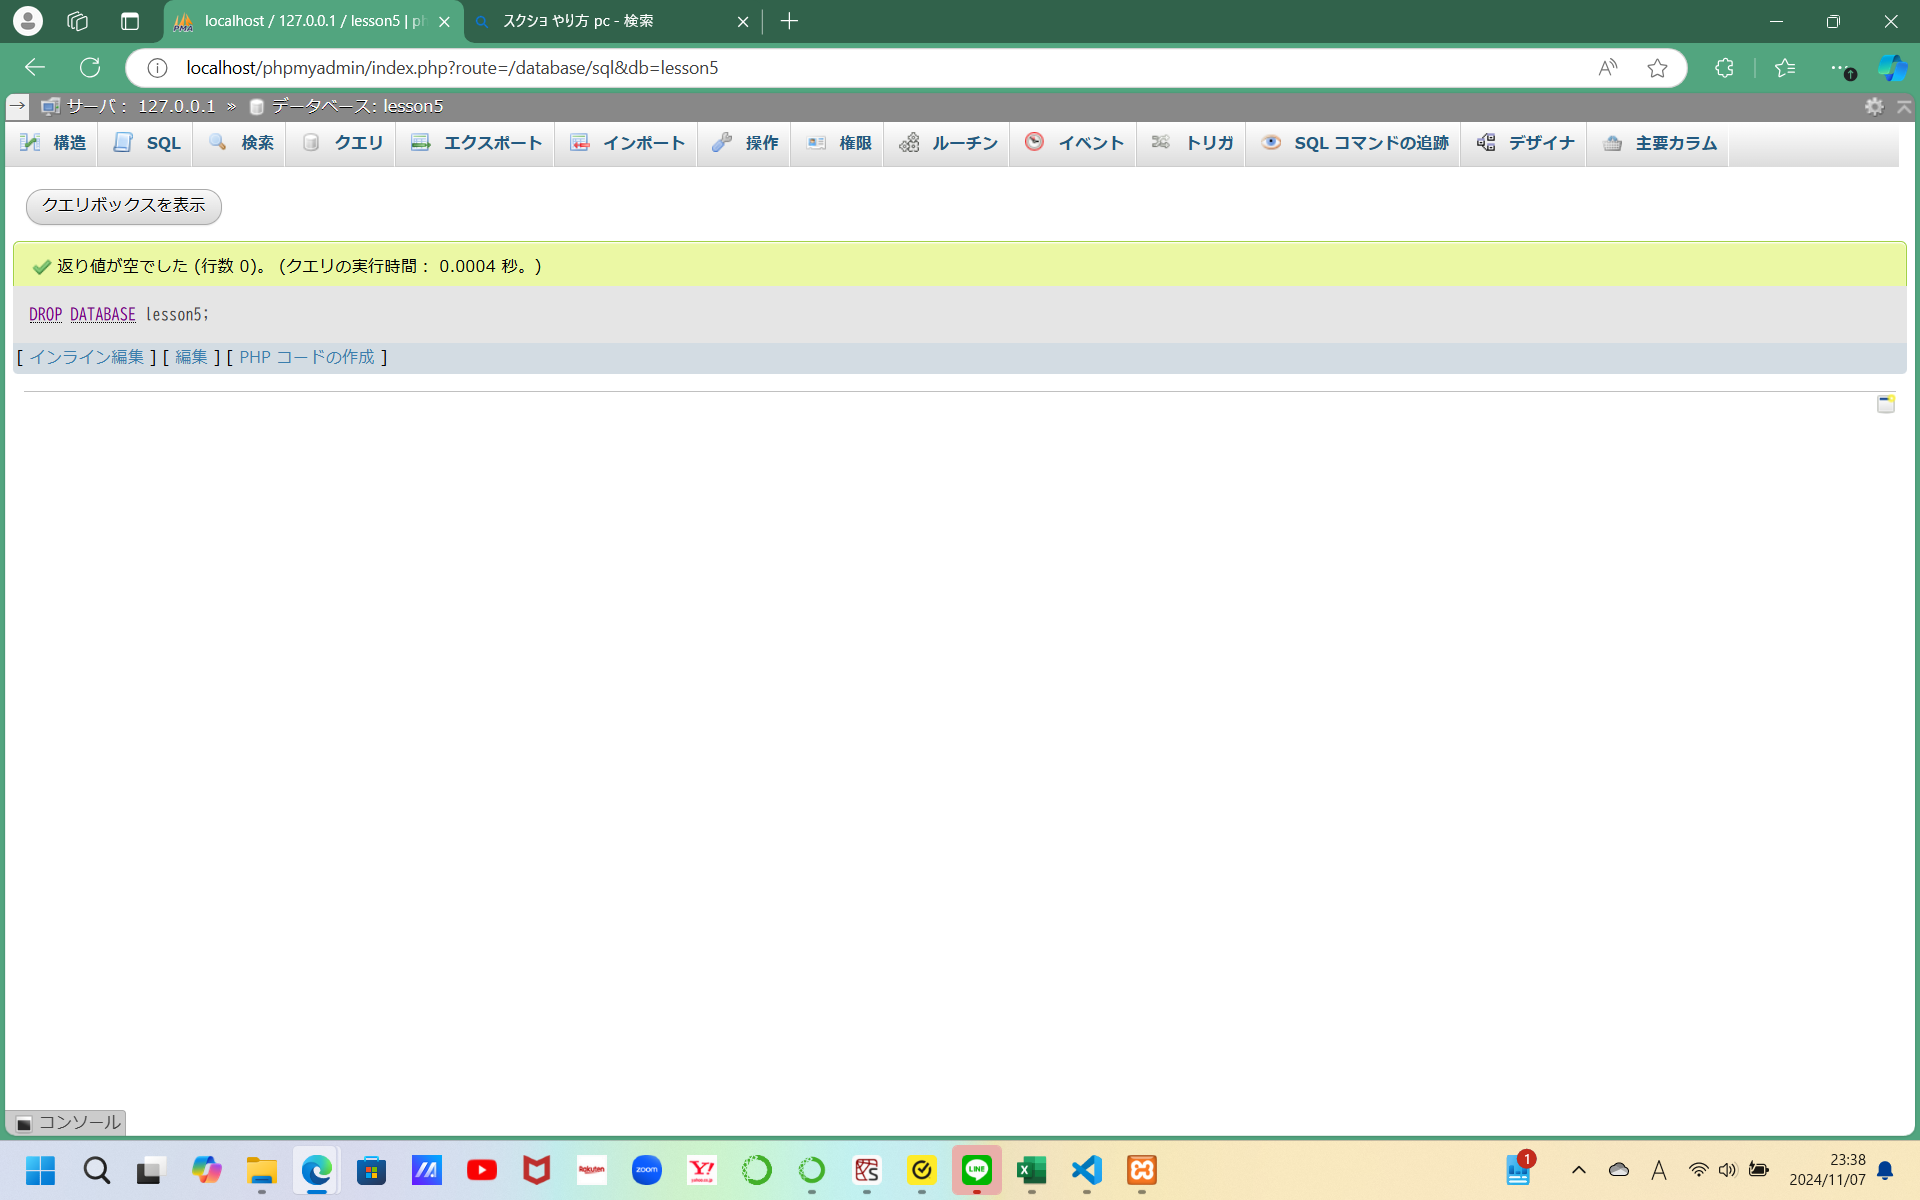 localhost / 127.0.0.1 / lesson5 | ph
スクショ やり方 pc - 検索
localhost/phpmyadmin/index.php?route=/database/sql&db=lesson5
サーバ： 127.0.0.1 » データベース: lesson5
構造 SQL 検索 クエリ エクスポート インポート 操作 権限 ルーチン イベント トリガ SQL コマンドの追跡 デザイナ 主要カラム
クエリボックスを表示
返り値が空でした (行数 0)。 (クエリの実行時間： 0.0004 秒。)
DROP DATABASE lesson5;
[ インライン編集 ] [ 編集 ] [ PHP コードの作成 ]
コンソール
Rakuten
zoom
Y!
LINE
1
A
23:38
2024/11/07